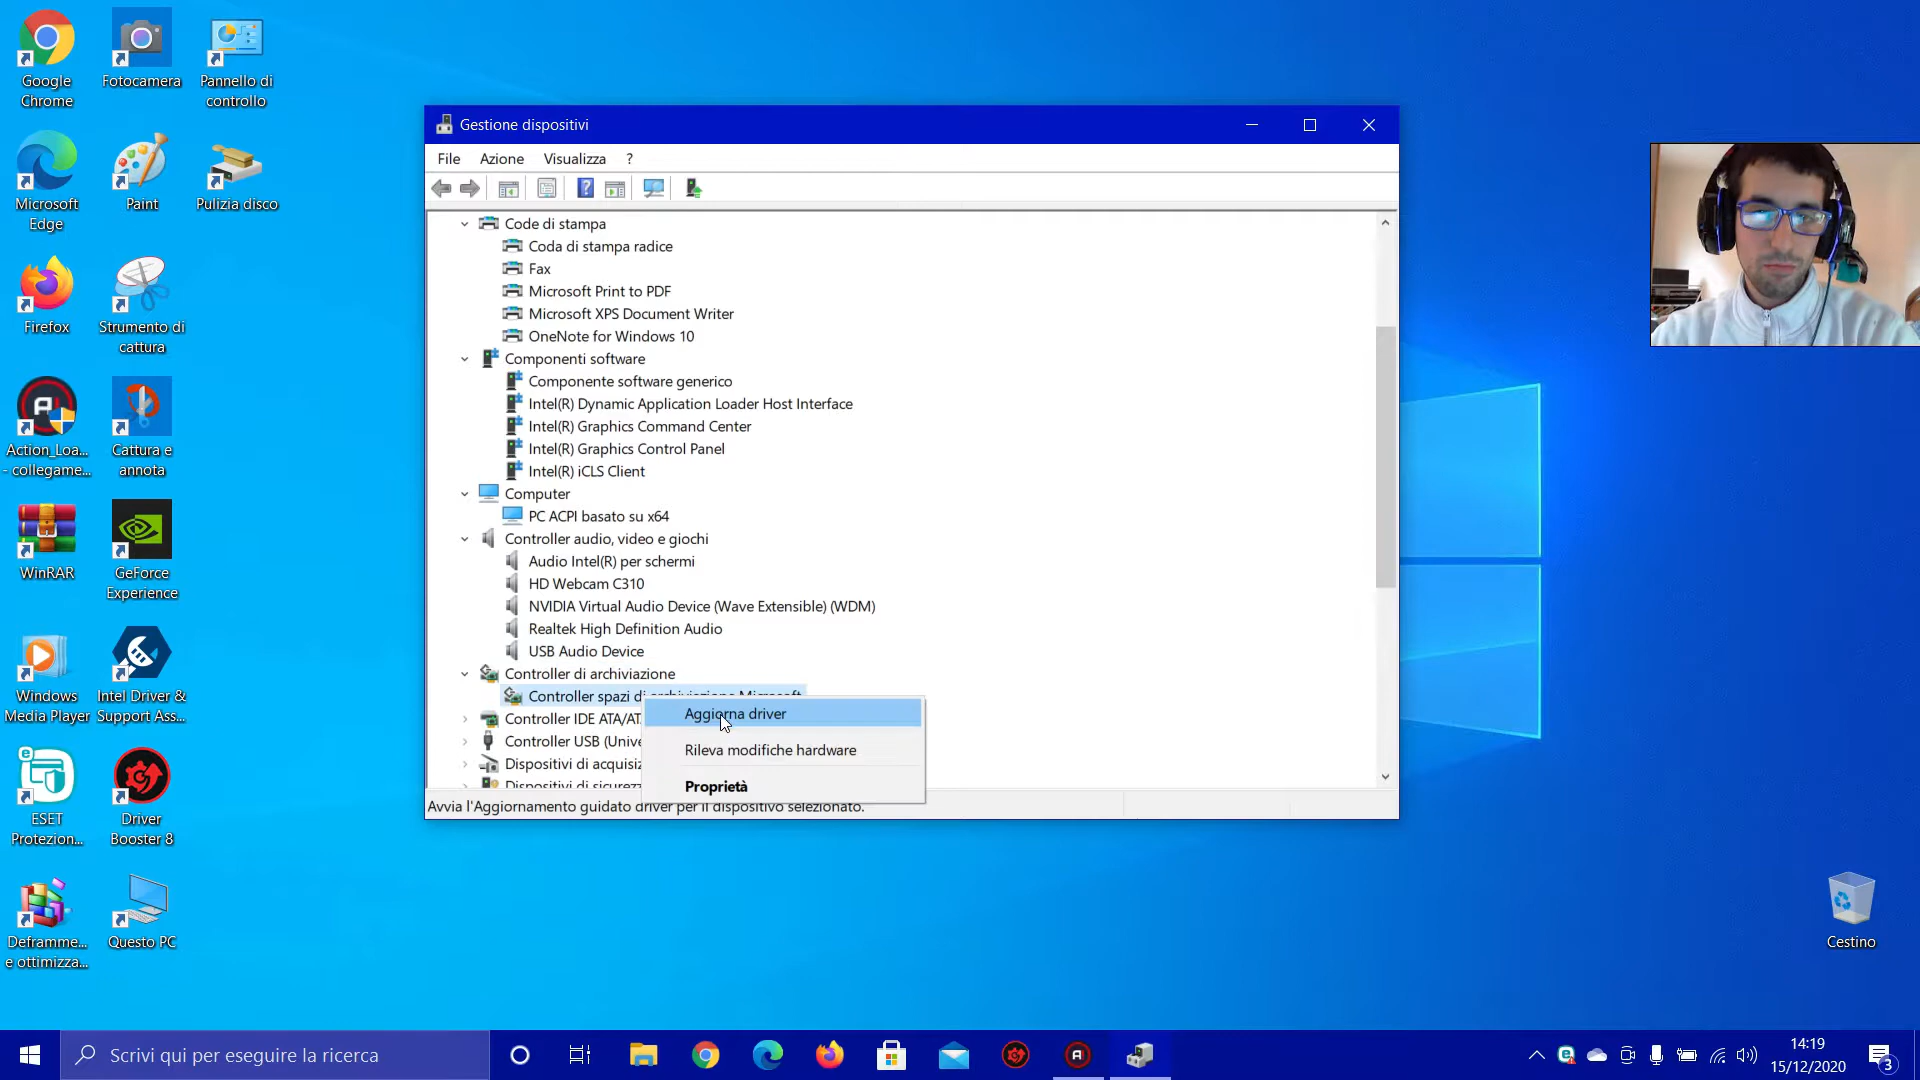 Google
Chrome
Fotocamera
Pannello di
controllo
Microsoft
Edge
Paint
Pulizia disco
Firefox
Strumento di
cattura
Action_Loa...
- collegame...
Cattura e
annota
WinRAR
GeForce
Experience
Windows
Media Player
Intel Driver &
Support Ass...
ESET
Protezion...
Driver
Booster 8
Deframme...
e ottimizza...
Questo PC
Gestione dispositivi
File Azione Visualizza ?
Code di stampa
Coda di stampa radice
Fax
Microsoft Print to PDF
Microsoft XPS Document Writer
OneNote for Windows 10
Componenti software
Componente software generico
Intel(R) Dynamic Application Loader Host Interface
Intel(R) Graphics Command Center
Intel(R) Graphics Control Panel
Intel(R) iCLS Client
Computer
PC ACPI basato su x64
Controller audio, video e giochi
Audio Intel(R) per schermi
HD Webcam C310
NVIDIA Virtual Audio Device (Wave Extensible) (WDM)
Realtek High Definition Audio
USB Audio Device
Controller di archiviazione
Controller spazi di archiviazione Microsoft
Controller IDE ATA/AT
Controller USB (Unive
Dispositivi di acquisiz
Dispositivi di sicurez
Aggiorna driver
Rileva modifiche hardware
Proprietà
Avvia l'Aggiornamento guidato driver per il dispositivo selezionato.
Cestino
Scrivi qui per eseguire la ricerca
14:19
15/12/2020
3